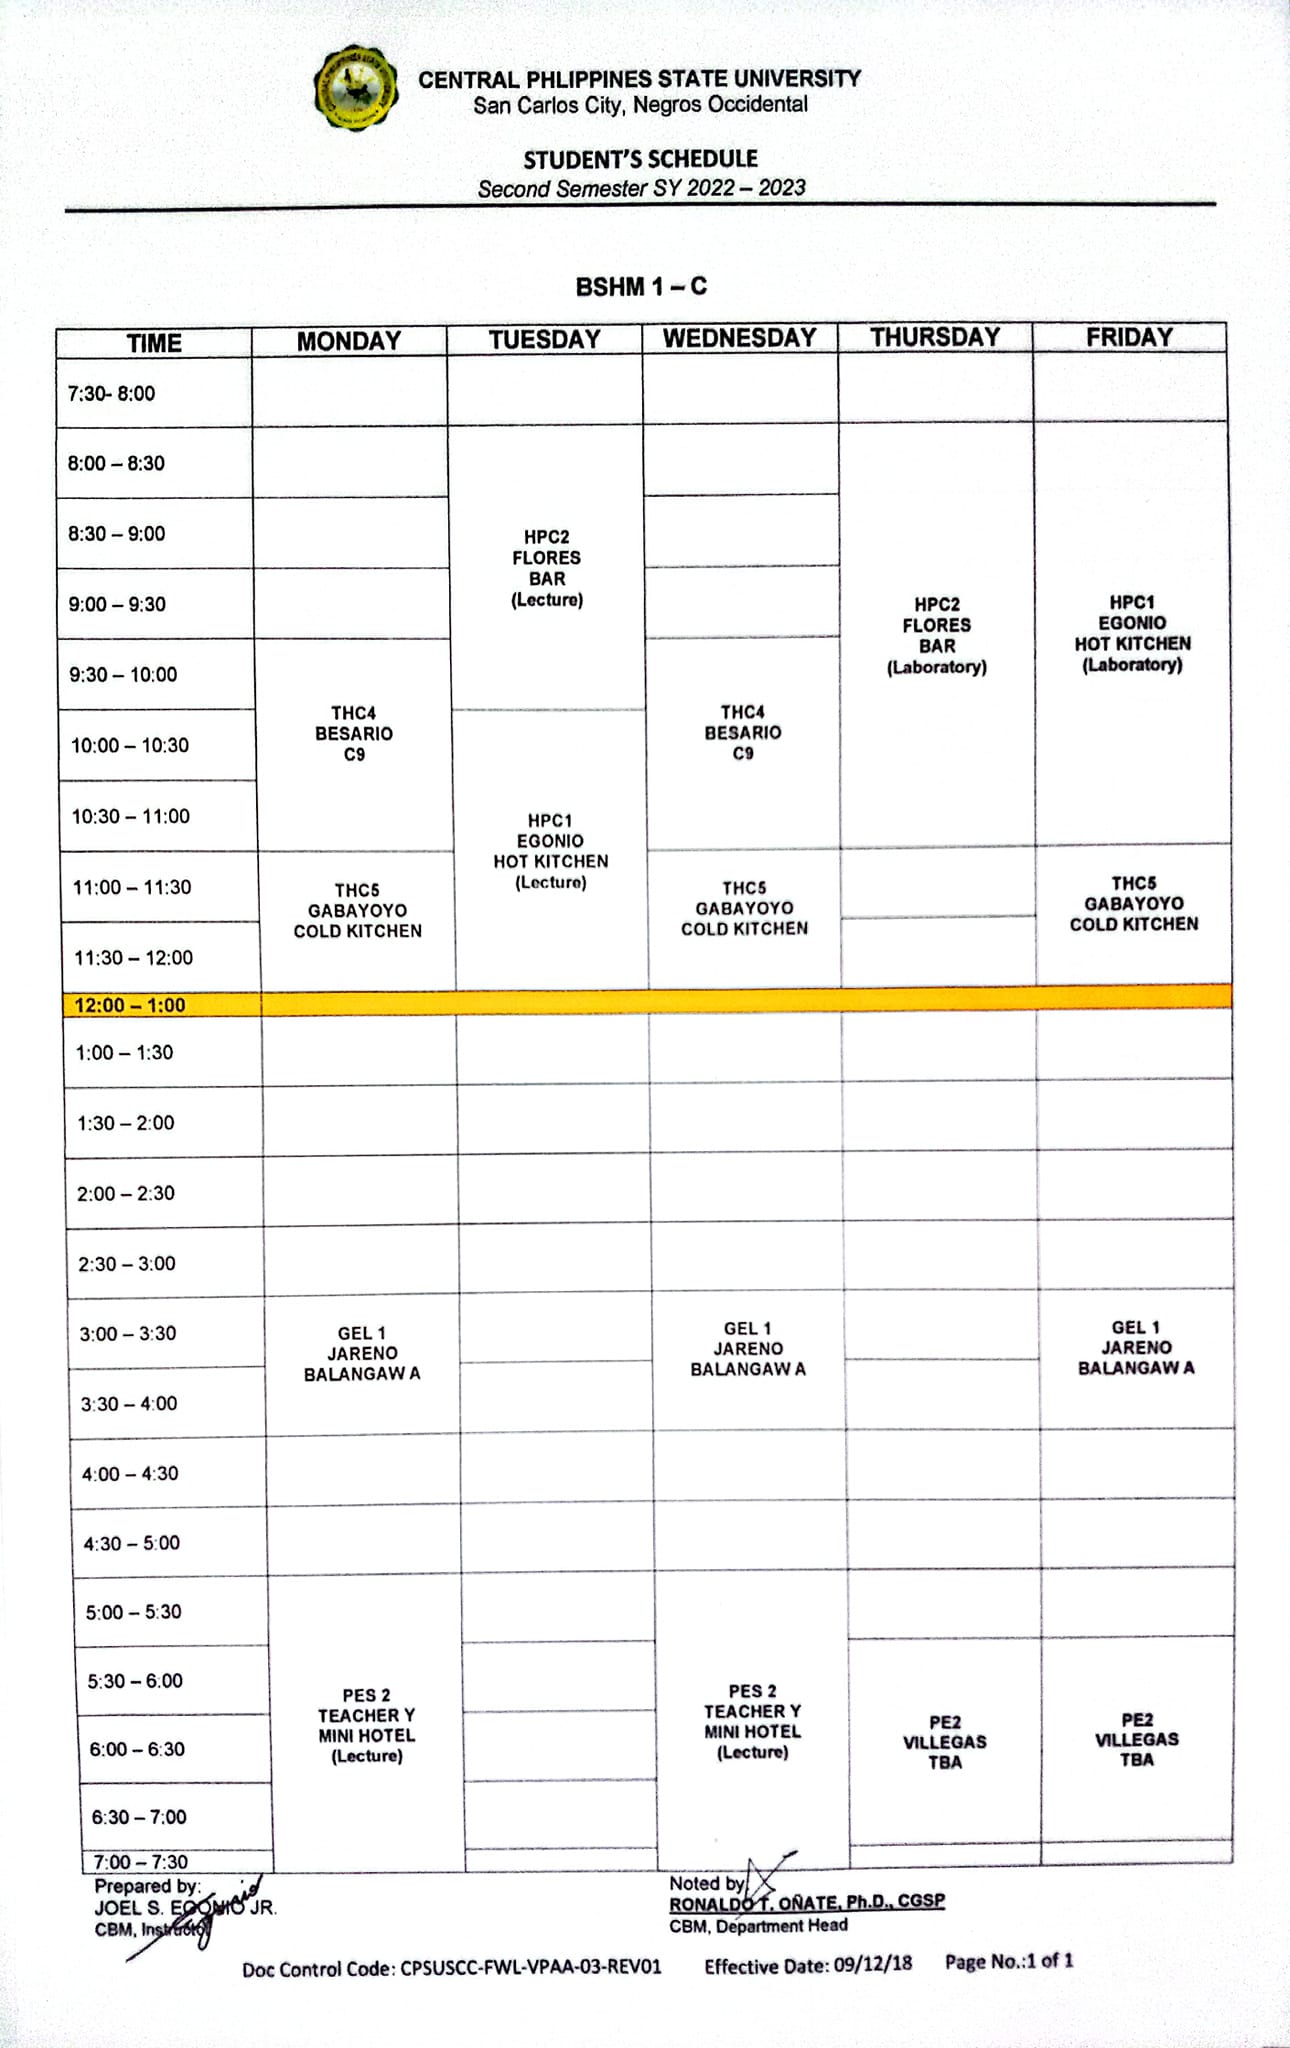 CENTRAL PHLIPPINES STATE UNIVERSITY
San Carlos City, Negros Occidental
STUDENT'S SCHEDULE
Second Semester SY 2022 – 2023
BSHM 1 – C
TIME MONDAY TUESDAY WEDNESDAY THURSDAY FRIDAY
7:30- 8:00
8:00 – 8:30
8:30 – 9:00
9:00 – 9:30
9:30 – 10:00
10:00 – 10:30
10:30 – 11:00
11:00 – 11:30
11:30 – 12:00
THC4
BESARIO
C9
THC5
GABAYOYO
COLD KITCHEN
HPC2
FLORES
BAR
(Lecture)
HPC1
EGONIO
HOT KITCHEN
(Lecture)
THC4
BESARIO
C9
THC5
GABAYOYO
COLD KITCHEN
HPC2
FLORES
BAR
(Laboratory)
HPC1
EGONIO
HOT KITCHEN
(Laboratory)
THC5
GABAYOYO
COLD KITCHEN
12:00 – 1:00
1:00 – 1:30
1:30 – 2:00
2:00 – 2:30
2:30 – 3:00
3:00 – 3:30
3:30 – 4:00
4:00 – 4:30
4:30 – 5:00
5:00 – 5:30
5:30 – 6:00
6:00 – 6:30
6:30 – 7:00
7:00 – 7:30
GEL 1
JARENO
BALANGAW A
PES 2
TEACHER Y
MINI HOTEL
(Lecture)
GEL 1
JARENO
BALANGAW A
PES 2
TEACHER Y
MINI HOTEL
(Lecture)
PE2
VILLEGAS
TBA
GEL 1
JARENO
BALANGAW A
PE2
VILLEGAS
TBA
Prepared by:
JOEL S. EGONIO JR.
CBM, Instructor
Noted by
RONALDO T. OÑATE, Ph.D., CGSP
CBM, Department Head
Doc Control Code: CPSUSCC-FWL-VPAA-03-REV01 Effective Date: 09/12/18 Page No.:1 of 1